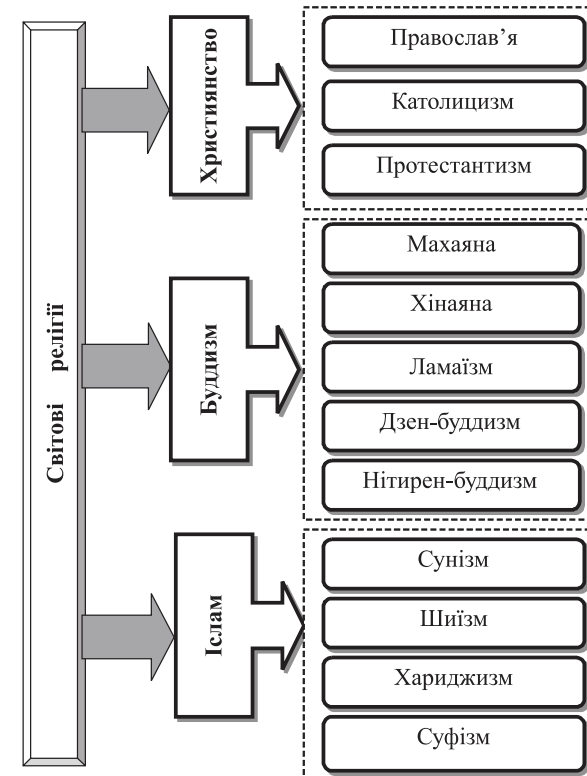 Світові релігії
Християнство
Православ’я
Католицизм
Протестантизм
Буддизм
Махаяна
Хінаяна
Ламаїзм
Дзен-буддизм
Нітирен-буддизм
Іслам
Сунізм
Шиїзм
Хариджизм
Суфізм